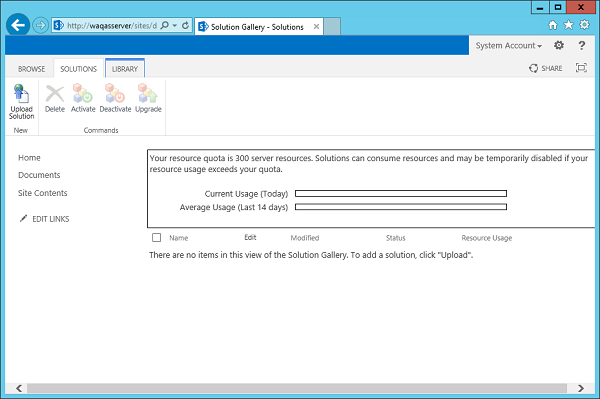 http://waqasserver/sites/d
Solution Gallery - Solutions
System Account
?
BROWSE SOLUTIONS LIBRARY
SHARE
Upload Solution
Delete Activate Deactivate Upgrade
New Commands
Home
Documents
Site Contents
EDIT LINKS
Your resource quota is 300 server resources. Solutions can consume resources and may be temporarily disabled if your
resource usage exceeds your quota.
Current Usage (Today)
Average Usage (Last 14 days)
Name Edit Modified Status Resource Usage
There are no items in this view of the Solution Gallery. To add a solution, click "Upload".